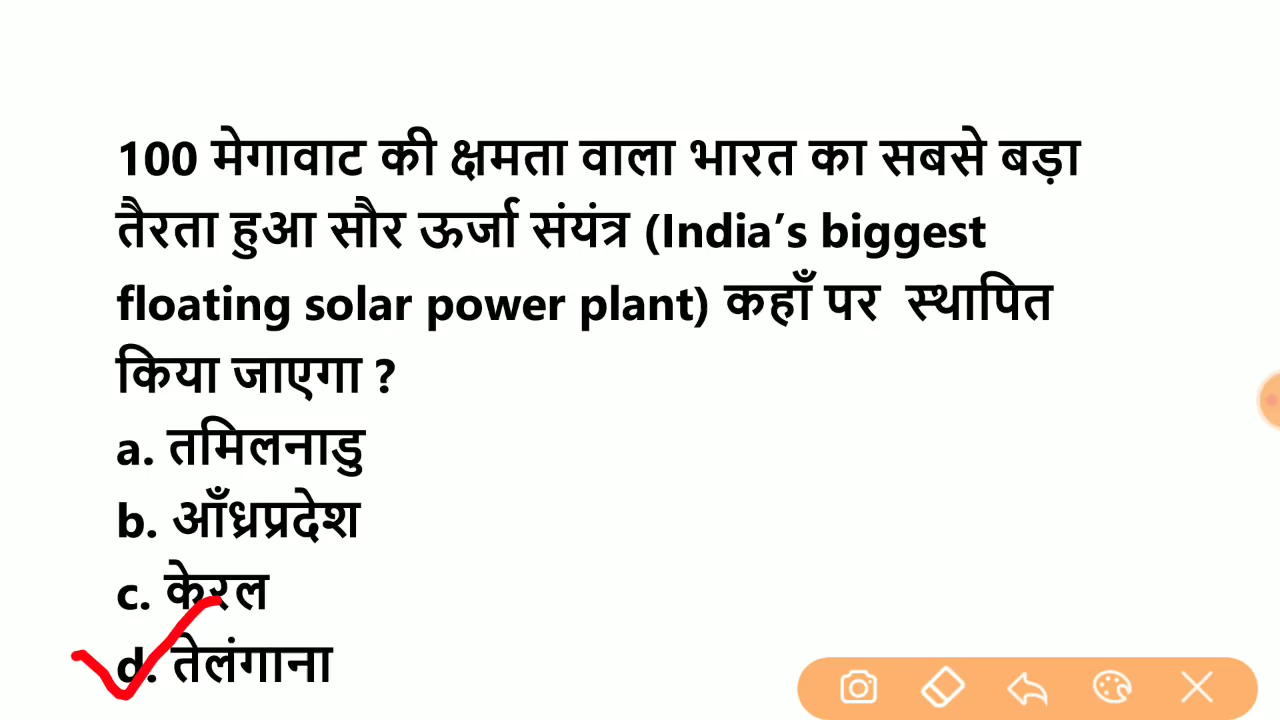 100 मेगावाट की क्षमता वाला भारत का सबसे बड़ा
तैरता हुआ सौर ऊर्जा संयंत्र (India’s biggest
floating solar power plant) कहाँ पर स्थापित
किया जाएगा ?
a. तमिलनाडु
b. आँध्रप्रदेश
c. केरल
d. तेलंगाना